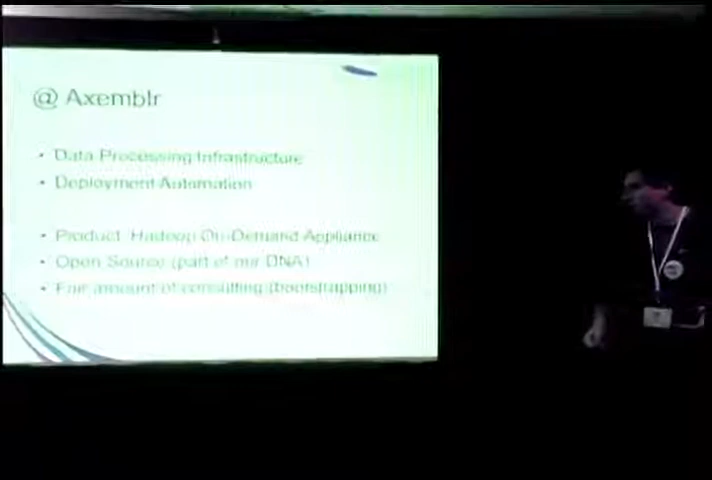 @ Axemblr
• Data Processing Infrastructure
• Deployment Automation
• Product: Hadoop On-Demand Appliance
• Open Source (part of our DNA)
• Fair amount of consulting (bootstrapping)